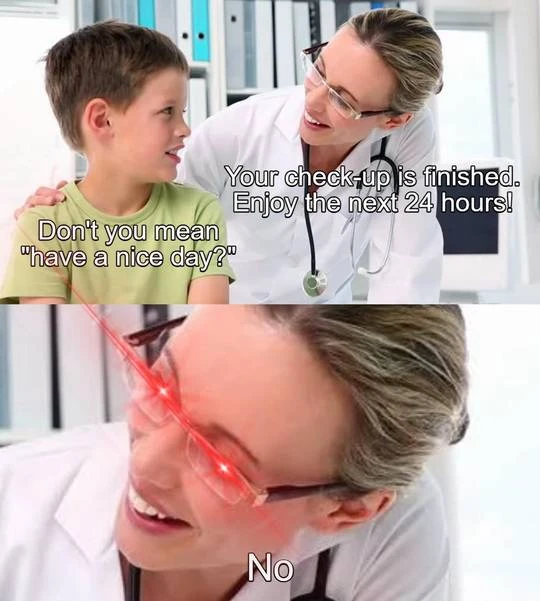 Your check-up is finished.
Enjoy the next 24 hours!
Don't you mean
"have a nice day?"
No